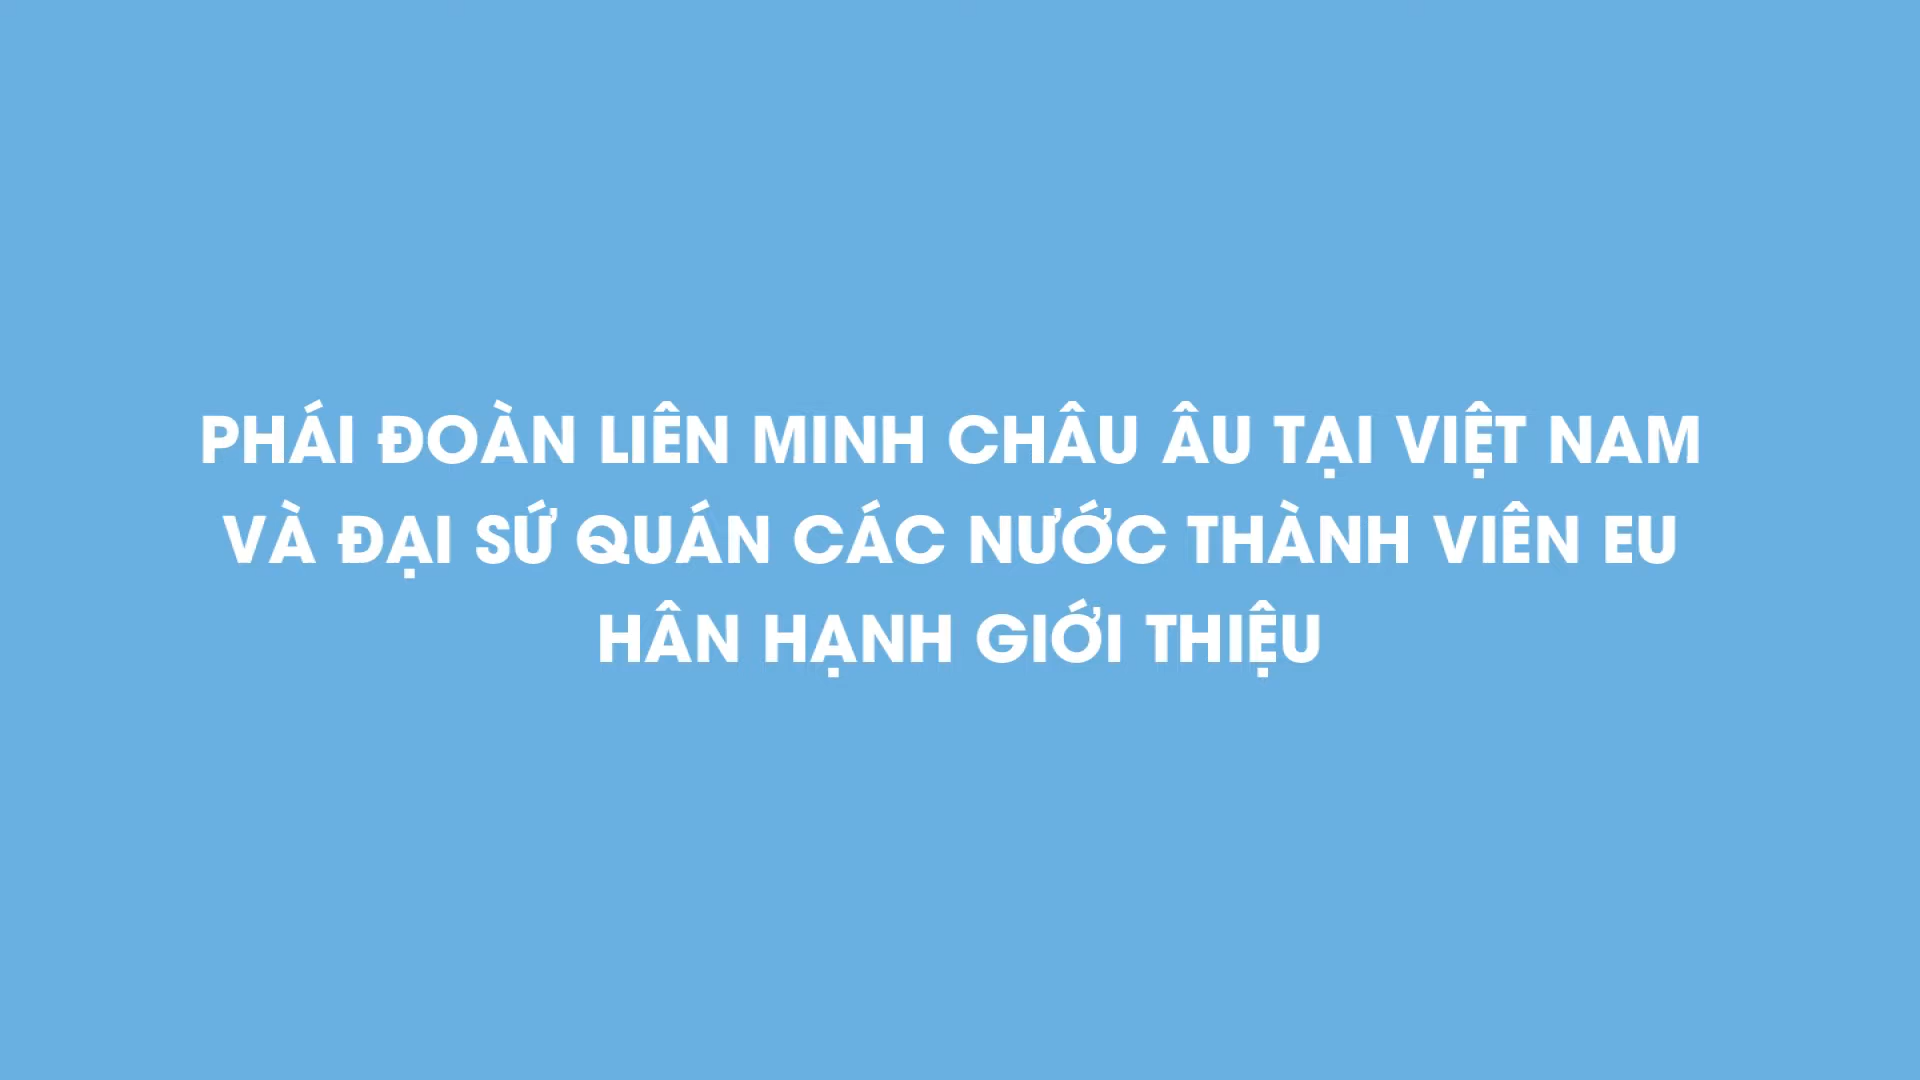 PHÁI ĐOÀN LIÊN MINH CHÂU ÂU TẠI VIỆT NAM
VÀ ĐẠI SỨ QUÁN CÁC NƯỚC THÀNH VIÊN EU
HÂN HẠNH GIỚI THIỆU